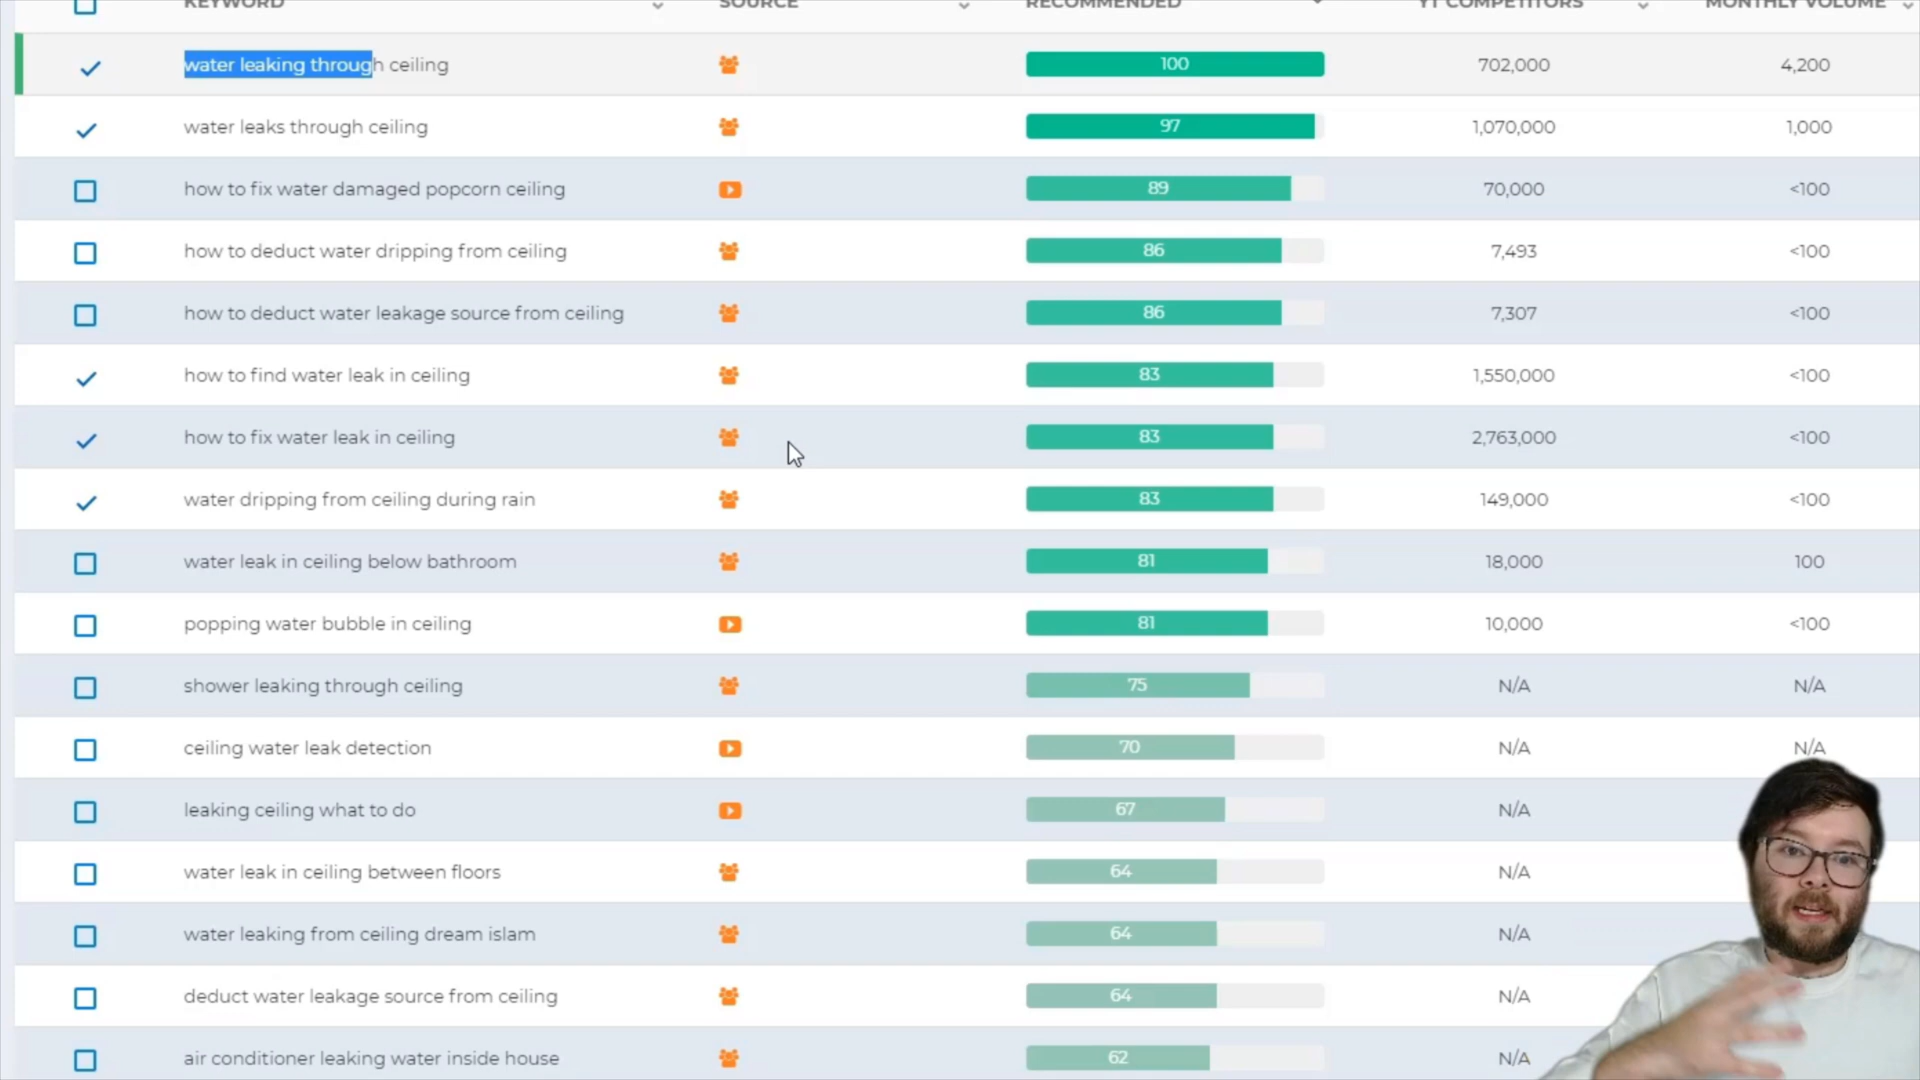 KEYWORD SOURCE RECOMMENDED YT COMPETITORS MONTHLY VOLUME
water leaking through ceiling 100 702,000 4,200
water leaks through ceiling 97 1,070,000 1,000
how to fix water damaged popcorn ceiling 89 70,000 <100
how to deduct water dripping from ceiling 86 7,493 <100
how to deduct water leakage source from ceiling 86 7,307 <100
how to find water leak in ceiling 83 1,550,000 <100
how to fix water leak in ceiling 83 2,763,000 <100
water dripping from ceiling during rain 83 149,000 <100
water leak in ceiling below bathroom 81 18,000 100
popping water bubble in ceiling 81 10,000 <100
shower leaking through ceiling 75 N/A N/A
ceiling water leak detection 70 N/A N/A
leaking ceiling what to do 67 N/A
water leak in ceiling between floors 64 N/A
water leaking from ceiling dream islam 64 N/A
deduct water leakage source from ceiling 64 N/A
air conditioner leaking water inside house 62 N/A